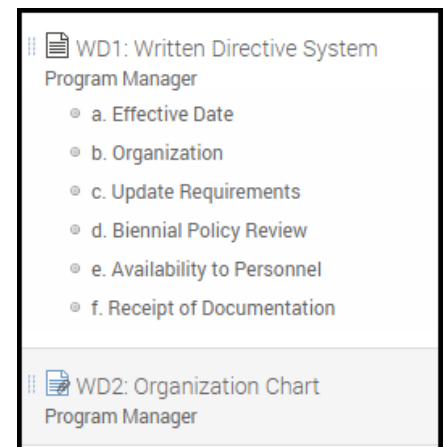 WD1: Written Directive System
Program Manager
a. Effective Date
b. Organization
c. Update Requirements
d. Biennial Policy Review
e. Availability to Personnel
f. Receipt of Documentation
WD2: Organization Chart
Program Manager